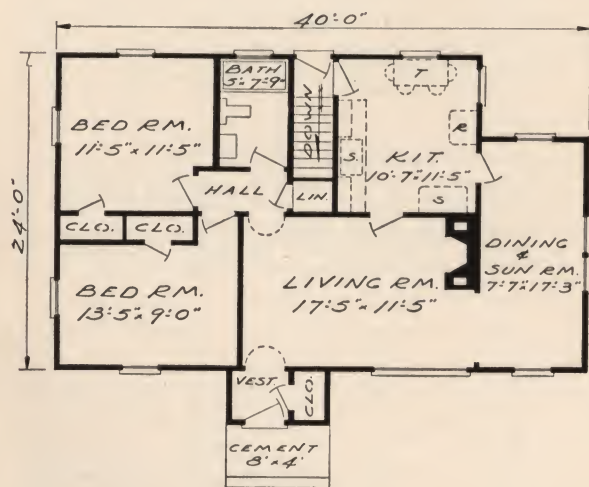 40'-0"
24'-0"
BATH
5'x 7'-9"
BED RM.
11'-5" x 11'-5"
DOWN
T
R
S.
KIT.
10'-7" x 11'-5"
S
HALL
LIN.
CLO.
CLO.
DINING
&
SUN RM.
7'-7" x 17'-3"
BED RM.
13'-5" x 9'-0"
LIVING RM.
17'-5" x 11'-5"
VEST.
CLO.
CEMENT
8' x 4'